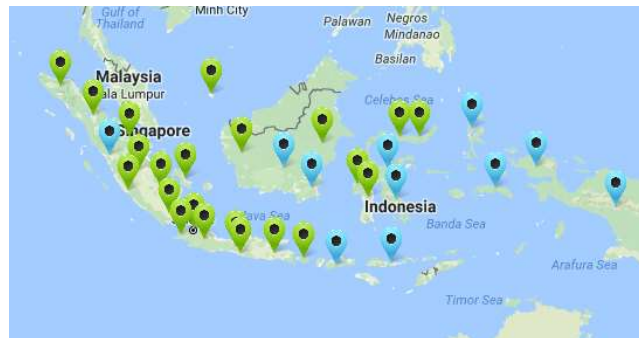 Gulf of
Thailand
Minh City
Palawan
Negros
Mindanao
Basilan
Malaysia
ala Lumpur
Celebes Sea
Singapore
Indonesia
ava Sea
Banda Sea
Arafura Sea
Timor Sea